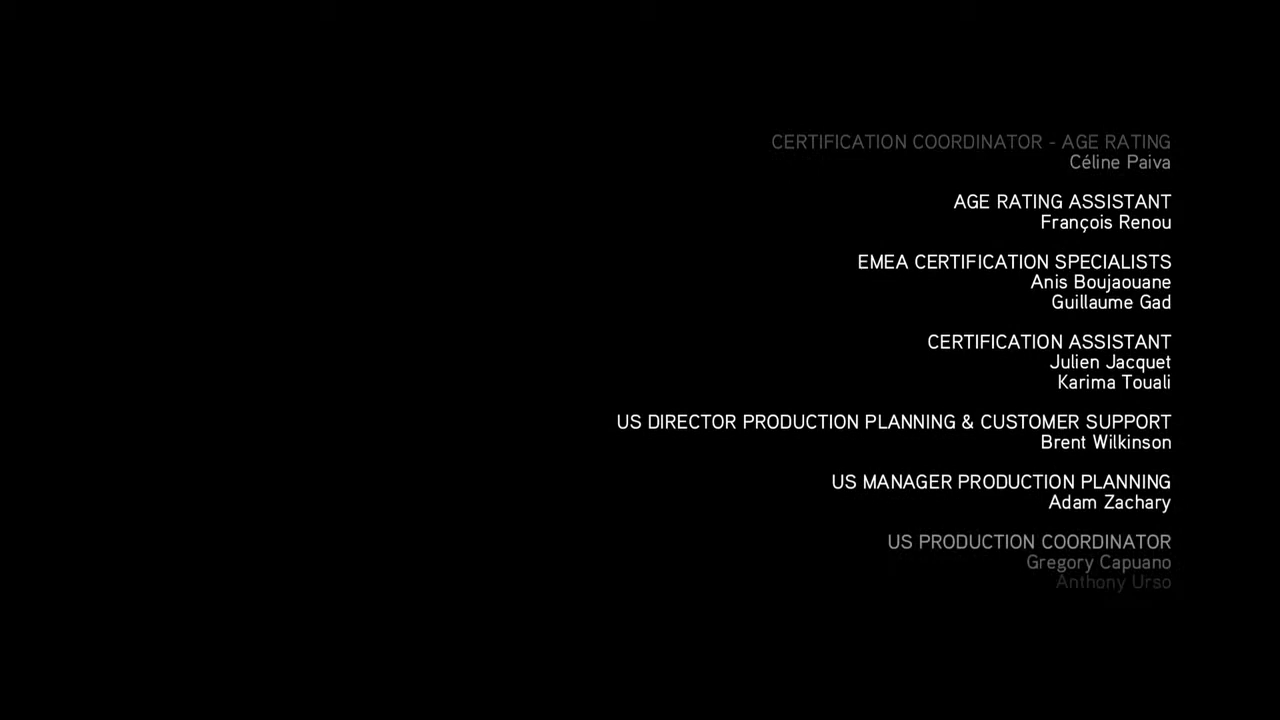 CERTIFICATION COORDINATOR - AGE RATING
Céline Paiva
AGE RATING ASSISTANT
François Renou
EMEA CERTIFICATION SPECIALISTS
Anis Boujaouane
Guillaume Gad
CERTIFICATION ASSISTANT
Julien Jacquet
Karima Touali
US DIRECTOR PRODUCTION PLANNING & CUSTOMER SUPPORT
Brent Wilkinson
US MANAGER PRODUCTION PLANNING
Adam Zachary
US PRODUCTION COORDINATOR
Gregory Capuano
Anthony Urso